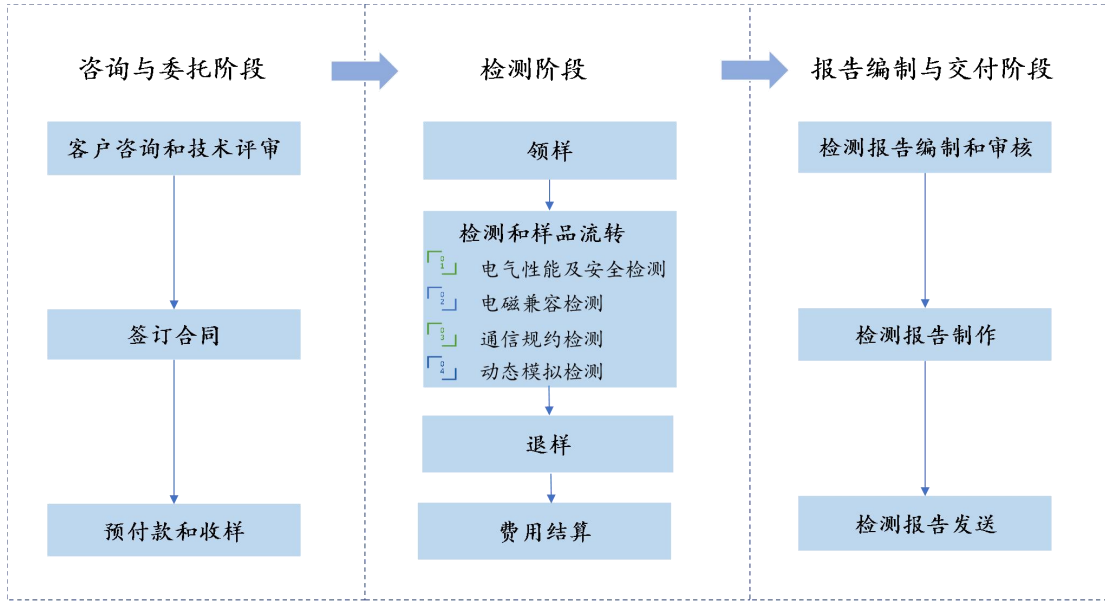 咨询与委托阶段
客户咨询和技术评审
签订合同
预付款和收样
检测阶段
领样
检测和样品流转
01 电气性能及安全检测
02 电磁兼容检测
03 通信规约检测
04 动态模拟检测
退样
费用结算
报告编制与交付阶段
检测报告编制和审核
检测报告制作
检测报告发送